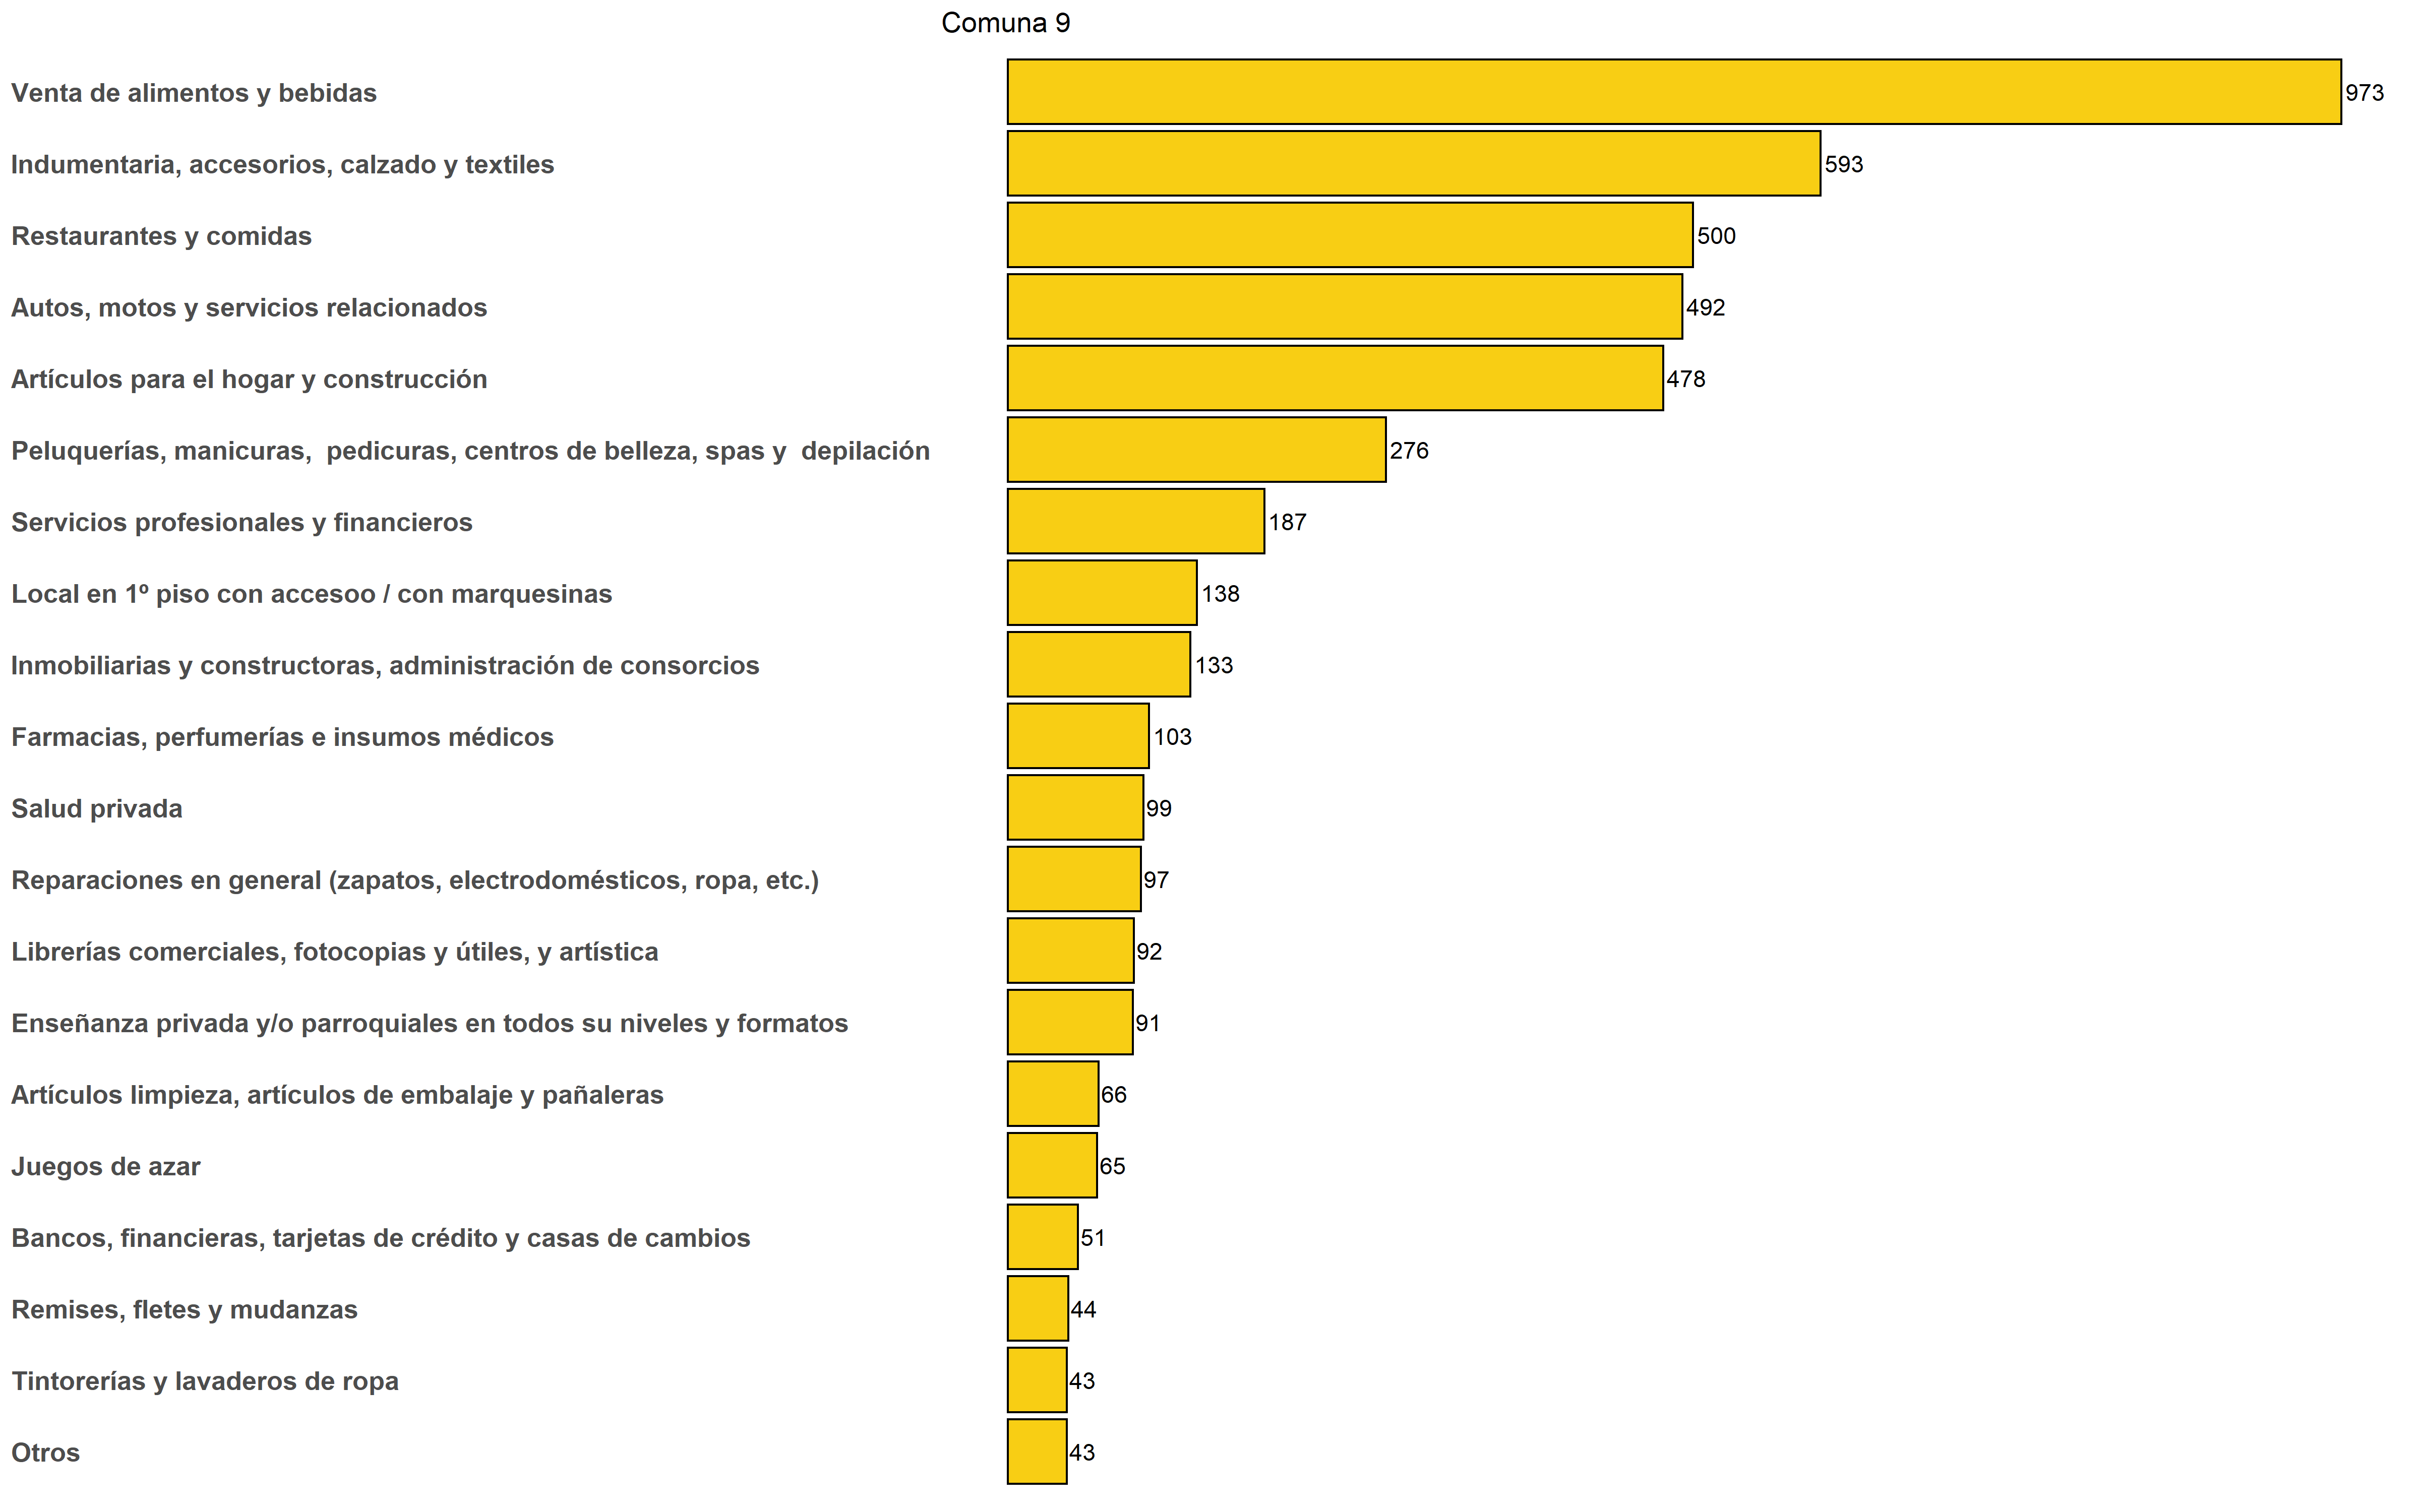 Comuna 9
Venta de alimentos y bebidas 973
Indumentaria, accesorios, calzado y textiles 593
Restaurantes y comidas 500
Autos, motos y servicios relacionados 492
Artículos para el hogar y construcción 478
Peluquerías, manicuras,  pedicuras, centros de belleza, spas y  depilación 276
Servicios profesionales y financieros 187
Local en 1º piso con accesoo / con marquesinas 138
Inmobiliarias y constructoras, administración de consorcios 133
Farmacias, perfumerías e insumos médicos 103
Salud privada 99
Reparaciones en general (zapatos, electrodomésticos, ropa, etc.) 97
Librerías comerciales, fotocopias y útiles, y artística 92
Enseñanza privada y/o parroquiales en todos su niveles y formatos 91
Artículos limpieza, artículos de embalaje y pañaleras 66
Juegos de azar 65
Bancos, financieras, tarjetas de crédito y casas de cambios 51
Remises, fletes y mudanzas 44
Tintorerías y lavaderos de ropa 43
Otros 43